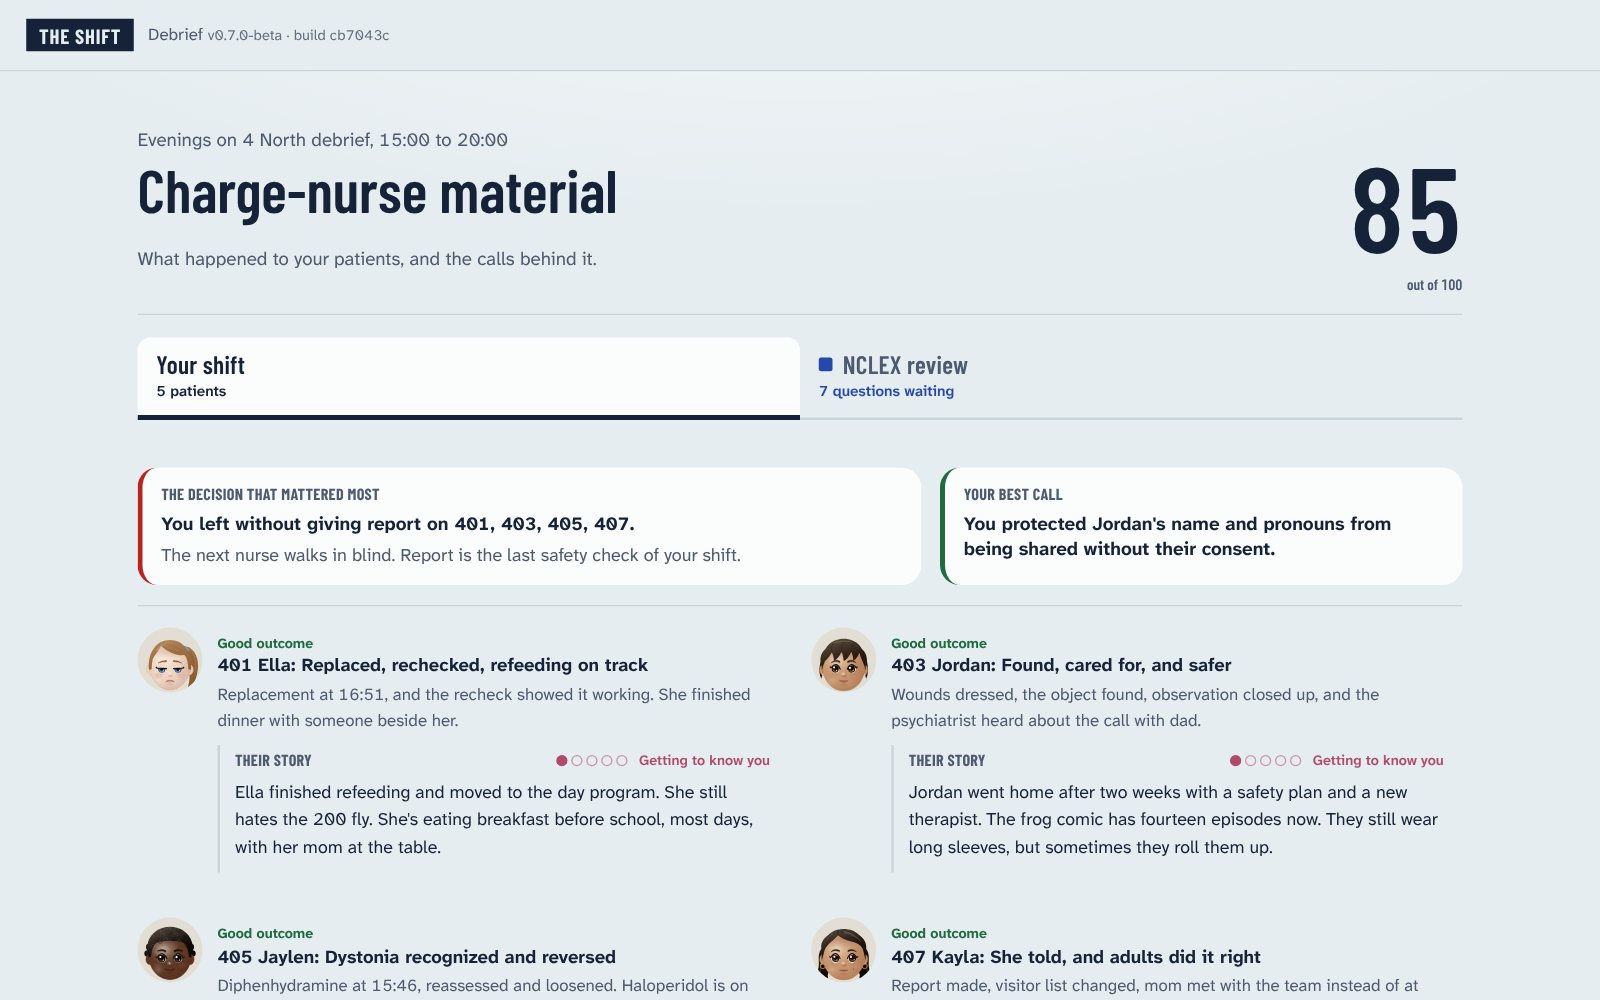 THE SHIFT
Debrief v0.7.0-beta · build cb7043c
Evenings on 4 North debrief, 15:00 to 20:00
Charge-nurse material
85
What happened to your patients, and the calls behind it.
out of 100
Your shift
5 patients
NCLEX review
7 questions waiting
THE DECISION THAT MATTERED MOST
You left without giving report on 401, 403, 405, 407.
The next nurse walks in blind. Report is the last safety check of your shift.
YOUR BEST CALL
You protected Jordan's name and pronouns from
being shared without their consent.
Good outcome
401 Ella: Replaced, rechecked, refeeding on track
Replacement at 16:51, and the recheck showed it working. She finished
dinner with someone beside her.
THEIR STORY
Getting to know you
Ella finished refeeding and moved to the day program. She still
hates the 200 fly. She's eating breakfast before school, most days,
with her mom at the table.
Good outcome
403 Jordan: Found, cared for, and safer
Wounds dressed, the object found, observation closed up, and the
psychiatrist heard about the call with dad.
THEIR STORY
Getting to know you
Jordan went home after two weeks with a safety plan and a new
therapist. The frog comic has fourteen episodes now. They still wear
long sleeves, but sometimes they roll them up.
Good outcome
405 Jaylen: Dystonia recognized and reversed
Diphenhydramine at 15:46, reassessed and loosened. Haloperidol is on
Good outcome
407 Kayla: She told, and adults did it right
Report made, visitor list changed, mom met with the team instead of at